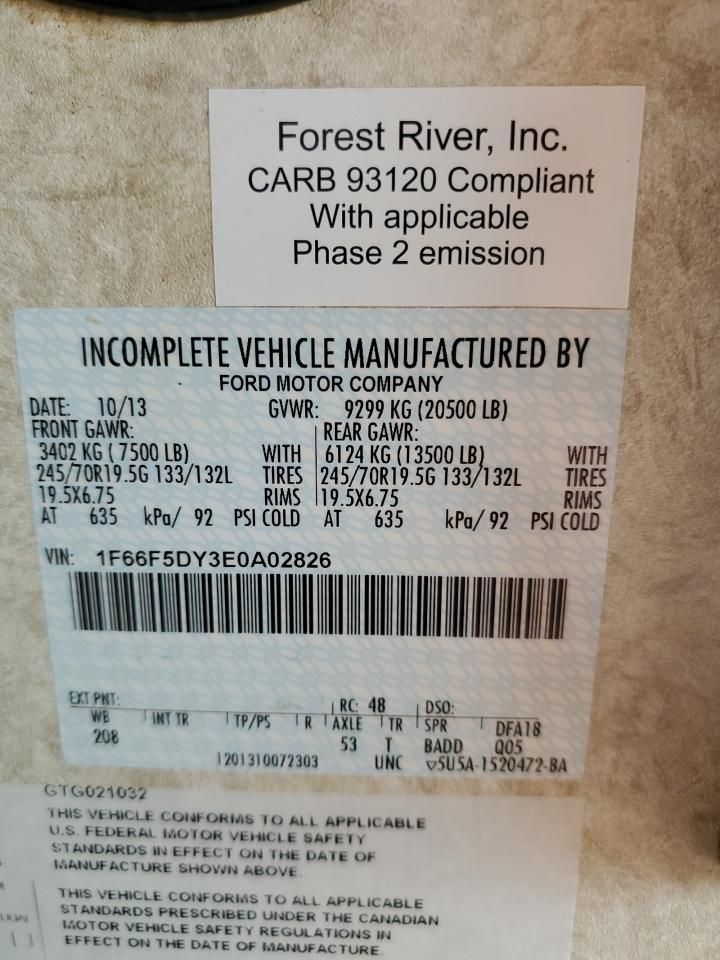 Forest River, Inc.
CARB 93120 Compliant
With applicable
Phase 2 emission
INCOMPLETE VEHICLE MANUFACTURED BY
FORD MOTOR COMPANY
DATE: 10/13 GVWR: 9299 KG (20500 LB)
FRONT GAWR: REAR GAWR:
3402 KG ( 7500 LB) WITH 6124 KG (13500 LB) WITH
245/70R19.5G 133/132L TIRES 245/70R19.5G 133/132L TIRES
19.5X6.75 RIMS 19.5X6.75 RIMS
AT 635 kPa/ 92 PSI COLD AT 635 kPa/ 92 PSI COLD
VIN: 1F66F5DY3E0A02826
EXT PNT: RC: 48 DSO:
WB INT TR TP/PS R AXLE TR SPR DFA18
208 53 T BADD Q05
1201310072303 UNC ▽5U5A-1520472-BA
GTG021032
THIS VEHICLE CONFORMS TO ALL APPLICABLE
U.S. FEDERAL MOTOR VEHICLE SAFETY
STANDARDS IN EFFECT ON THE DATE OF
MANUFACTURE SHOWN ABOVE.
THIS VEHICLE CONFORMS TO ALL APPLICABLE
STANDARDS PRESCRIBED UNDER THE CANADIAN
MOTOR VEHICLE SAFETY REGULATIONS IN
EFFECT ON THE DATE OF MANUFACTURE.